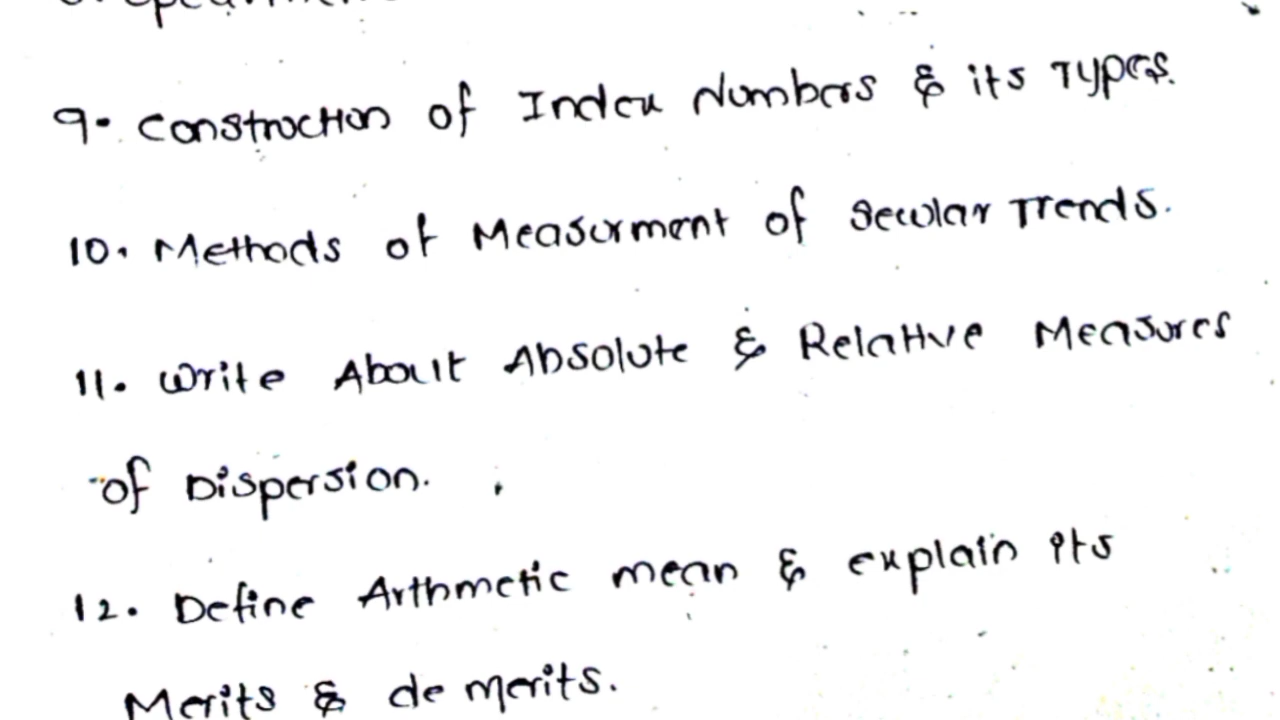 9. Construction of Index Numbers & its Types.
10. Methods of Measurment of Secular Trends.
11. Write About Absolute & Relative Measures
of Dispersion.
12. Define Arthmetic mean & explain its
Merits & de merits.